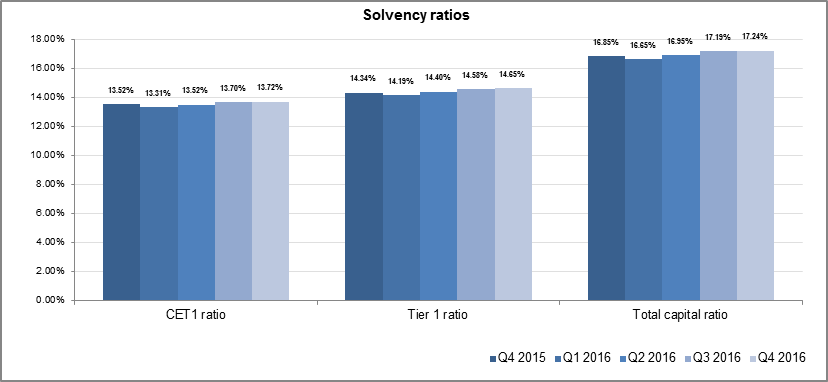 Solvency ratios
18.00%
16.00%
14.00%
12.00%
10.00%
8.00%
6.00%
4.00%
2.00%
0.00%
13.52% 13.31% 13.52% 13.70% 13.72%
14.34% 14.19% 14.40% 14.58% 14.65%
16.85% 16.65% 16.95% 17.19% 17.24%
CET1 ratio Tier 1 ratio Total capital ratio
Q4 2015 Q1 2016 Q2 2016 Q3 2016 Q4 2016